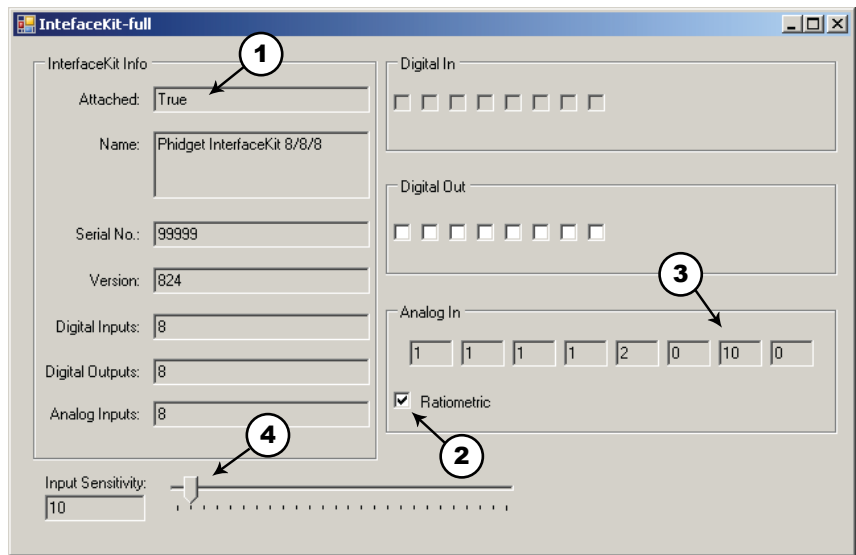 IntefaceKit-full
1
InterfaceKit Info
Attached: True
Name: Phidget InterfaceKit 8/8/8
Serial No.: 99999
Version: 824
Digital Inputs: 8
Digital Outputs: 8
Analog Inputs: 8
4
Input Sensitivity:
10
Digital In
Digital Out
3
Analog In
1 1 1 1 2 0 10 0
Ratiometric
2